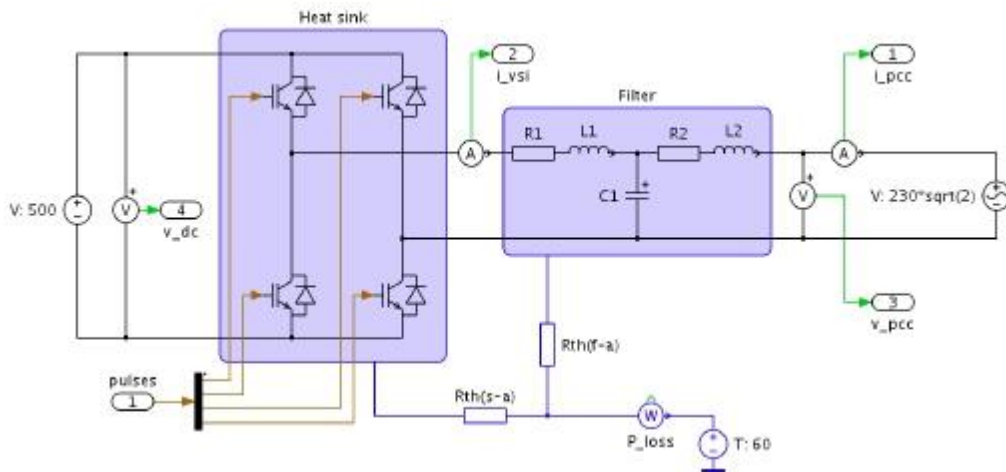 Heat sink
2
i_vsi
1
i_pcc
Filter
R1
L1
R2
L2
A
A
V: 500
V
4
v_dc
C1
V
V: 230*sqrt(2)
3
v_pcc
Rth(f-a)
pulses
1
Rth(s-a)
W
P_loss
T: 60